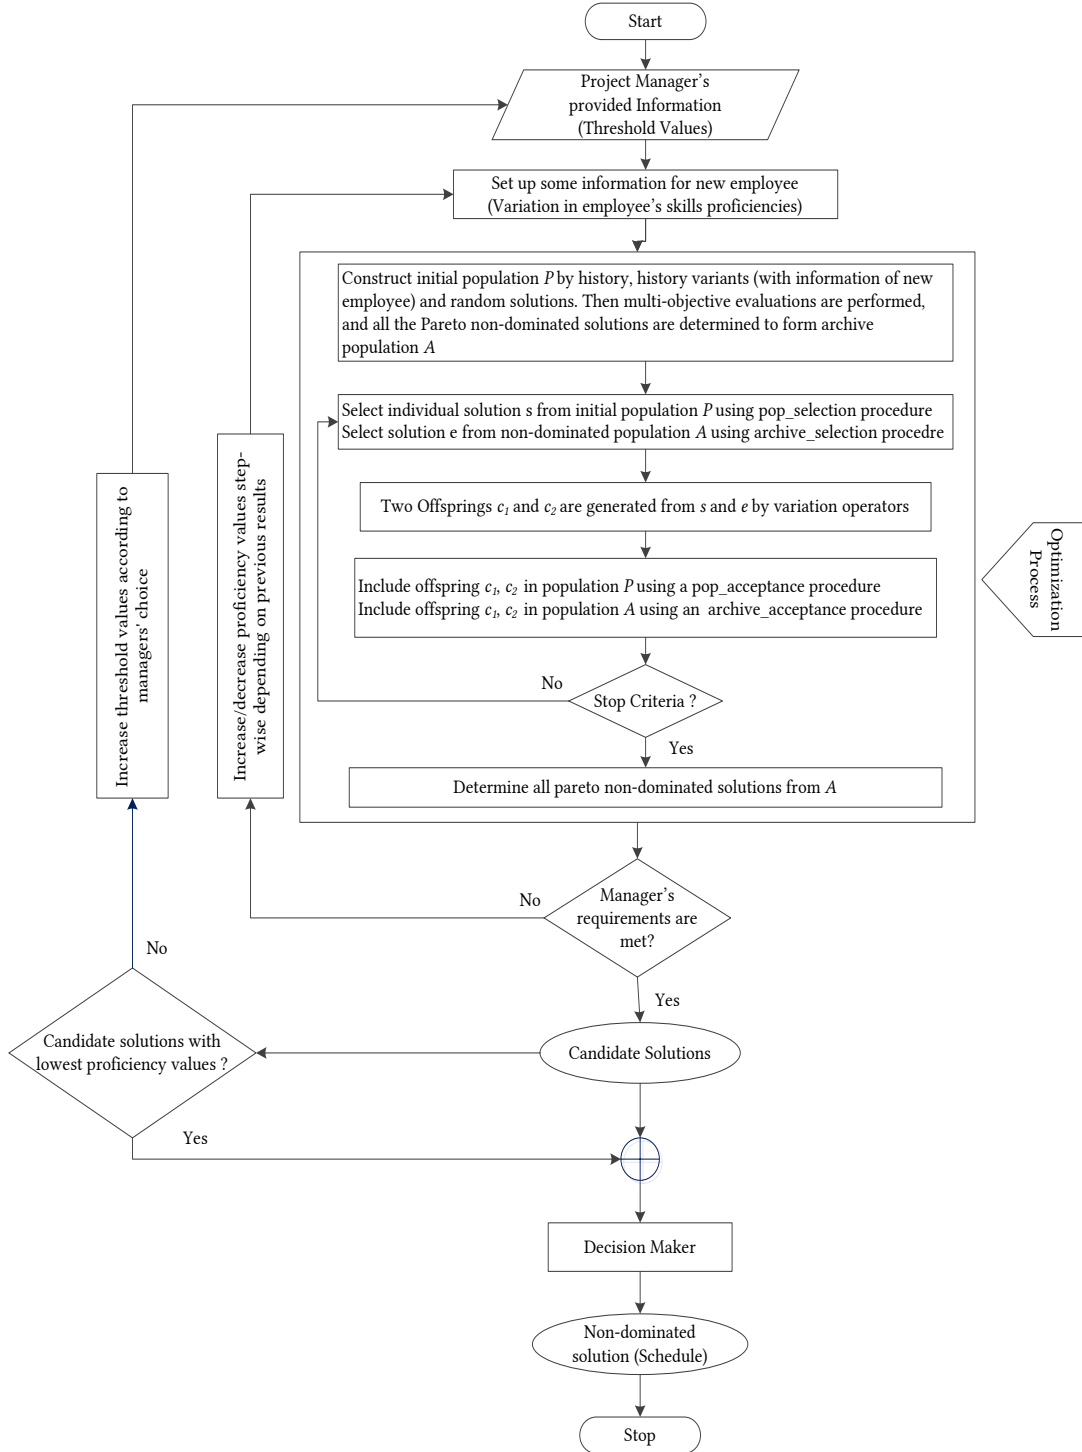 Start
Project Manager's
provided Information
(Threshold Values)
Set up some information for new employee
(Variation in employee's skills proficiencies)
Construct initial population P by history, history variants (with information of new
employee) and random solutions. Then multi-objective evaluations are performed,
and all the Pareto non-dominated solutions are determined to form archive
population A
Select individual solution s from initial population P using pop_selection procedure
Select solution e from non-dominated population A using archive_selection procedre
Two Offsprings c₁ and c₂ are generated from s and e by variation operators
Include offspring c₁, c₂ in population P using a pop_acceptance procedure
Include offspring c₁, c₂ in population A using an archive_acceptance procedure
Stop Criteria ?
No
Yes
Determine all pareto non-dominated solutions from A
Optimization
Process
Increase threshold values according to
managers' choice
Increase/decrease proficiency values step-
wise depending on previous results
Manager's
requirements are
met?
No
Yes
Candidate Solutions
Candidate solutions with
lowest proficiency values ?
No
Yes
Decision Maker
Non-dominated
solution (Schedule)
Stop